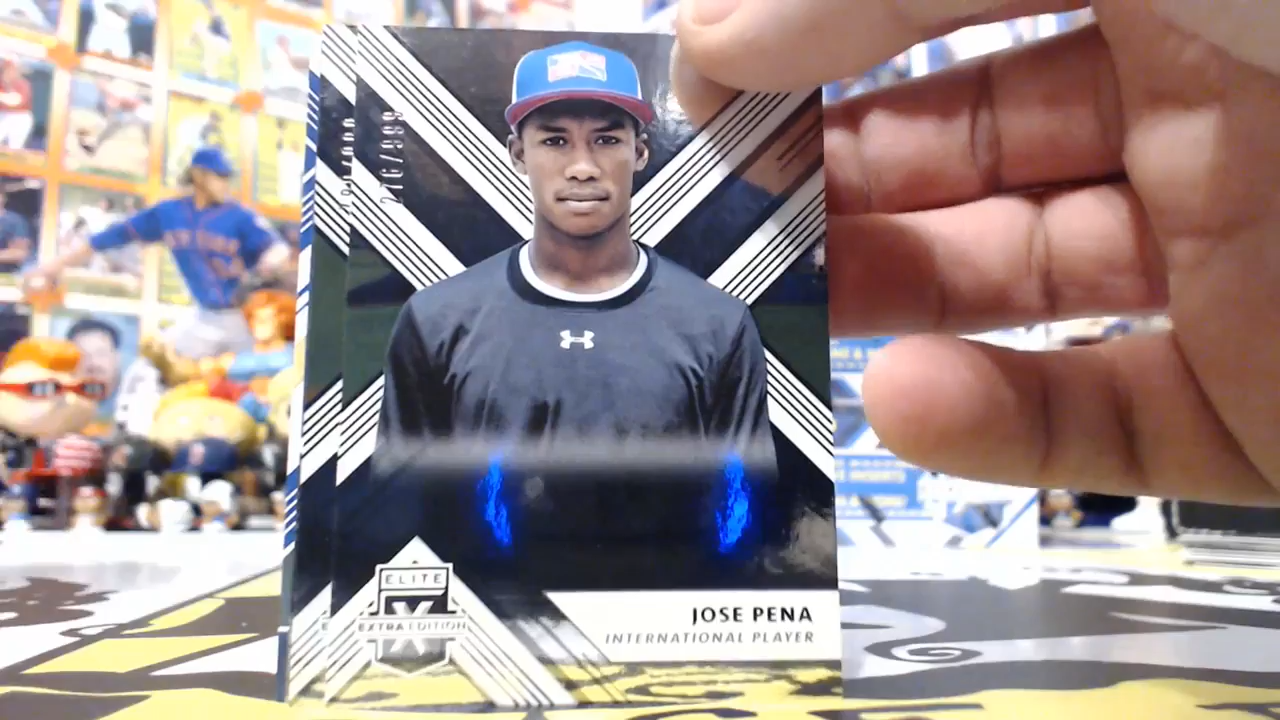 276/999
ELITE
X
EXTRA EDITION
JOSE PENA
INTERNATIONAL PLAYER